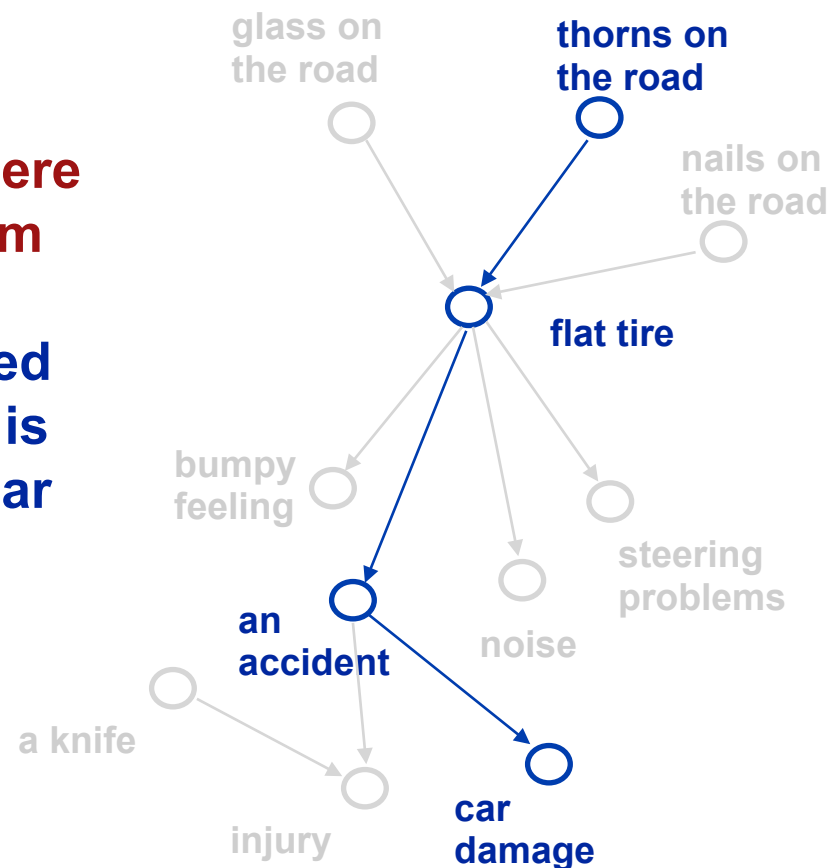 glass on
the road
thorns on
the road
ere
m
nails on
the road
flat tire
ed
is
ar
bumpy
feeling
steering
problems
an
accident
noise
a knife
car
damage
injury